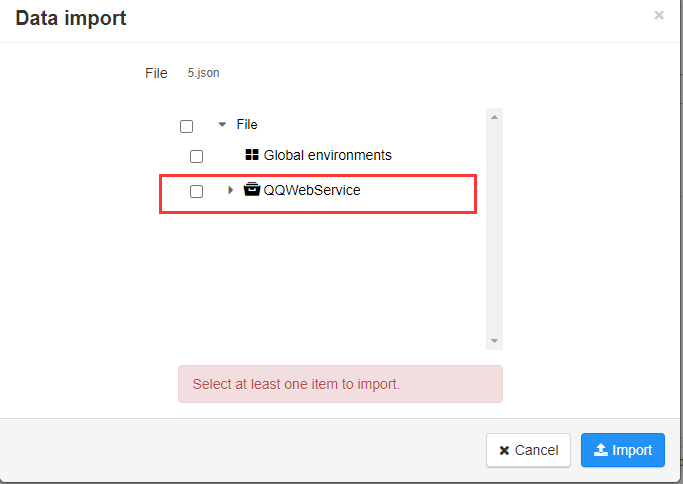 Data import
File 5.json
File
Global environments
QQWebService
Select at least one item to import.
Cancel Import